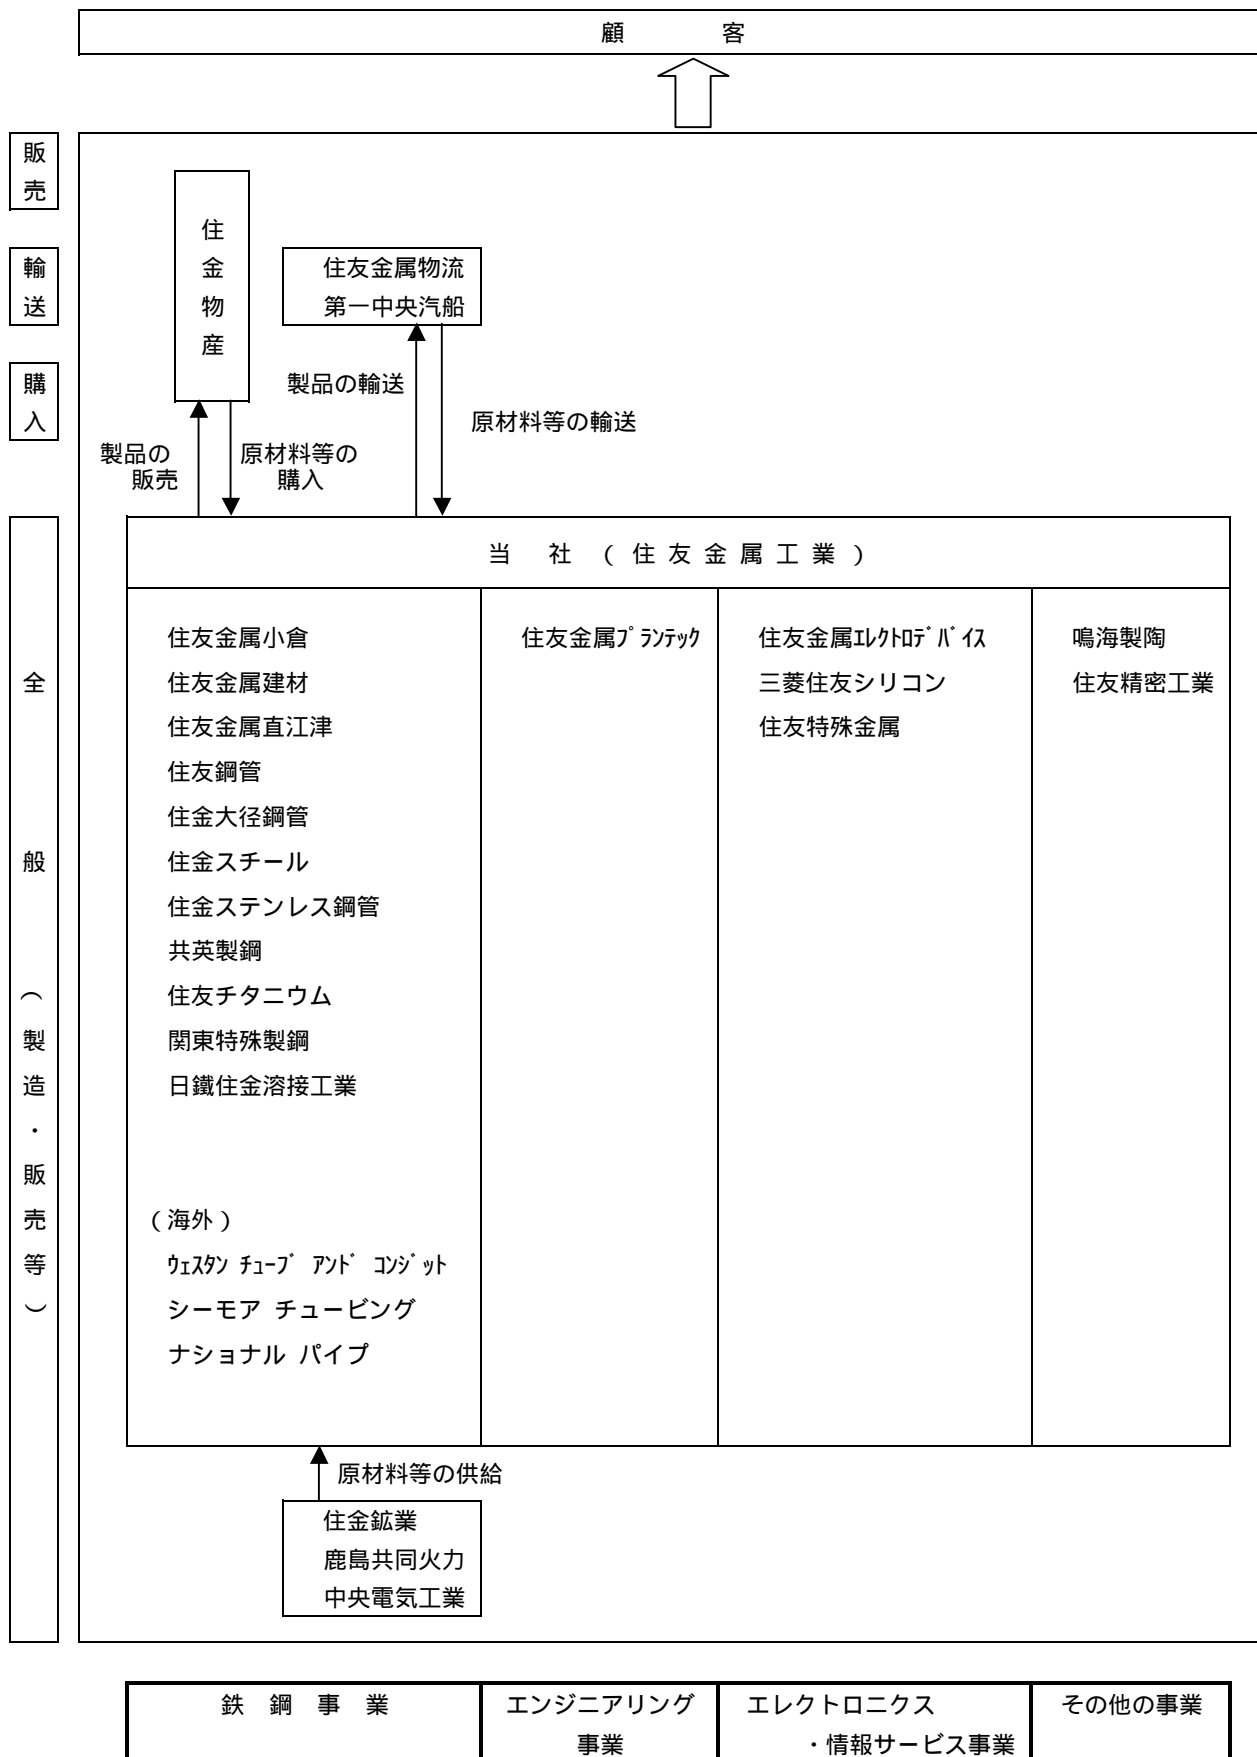 顧　客
販売
輸送
購入
住金物産
住友金属物流
第一中央汽船
製品の輸送
原材料等の輸送
製品の
販売
原材料等の
購入
全般（製造・販売等）
当　社　（住友金属工業）
住友金属小倉
住友金属建材
住友金属直江津
住友鋼管
住金大径鋼管
住金スチール
住金ステンレス鋼管
共英製鋼
住友チタニウム
関東特殊製鋼
日鐵住金溶接工業
（海外）
ｳｪｽﾀﾝ ﾁｭｰﾌﾞ ｱﾝﾄﾞ ｺﾝｼﾞｯﾄ
シーモア チュービング
ナショナル パイプ
住友金属ﾌﾟﾗﾝﾃｯｸ
住友金属ｴﾚｸﾄﾛﾃﾞﾊﾞｲｽ
三菱住友シリコン
住友特殊金属
鳴海製陶
住友精密工業
原材料等の供給
住金鉱業
鹿島共同火力
中央電気工業
鉄　鋼　事　業
エンジニアリング
事業
エレクトロニクス
・情報サービス事業
その他の事業